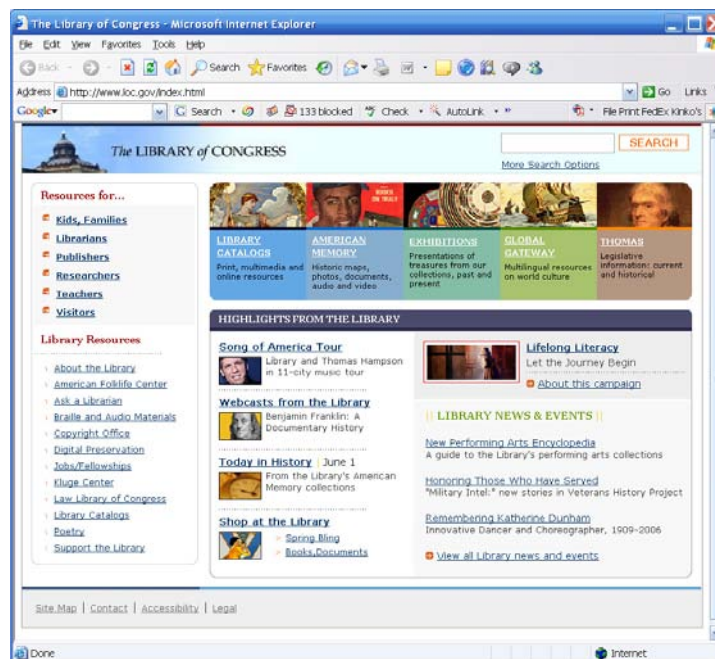 The Library of Congress - Microsoft Internet Explorer
File Edit View Favorites Tools Help
Back Search Favorites
Address http://www.loc.gov/index.html Go Links
Google Search 133 blocked Check AutoLink File Print FedEx Kinko's
The LIBRARY of CONGRESS
SEARCH
More Search Options
Resources for...
Kids, Families
Librarians
Publishers
Researchers
Teachers
Visitors
Library Resources
About the Library
American Folklife Center
Ask a Librarian
Braille and Audio Materials
Copyright Office
Digital Preservation
Jobs/Fellowships
Kluge Center
Law Library of Congress
Library Catalogs
Poetry
Support the Library
LIBRARY
CATALOGS
Print, multimedia and
online resources
AMERICAN
MEMORY
Historic maps,
photos, documents,
audio and video
EXHIBITIONS
Presentations of
treasures from our
collections, past and
present
GLOBAL
GATEWAY
Multilingual resources
on world culture
THOMAS
Legislative
information: current
and historical
HIGHLIGHTS FROM THE LIBRARY
Song of America Tour
Library and Thomas Hampson
in 11-city music tour
Webcasts from the Library
Benjamin Franklin: A
Documentary History
Today in History | June 1
From the Library's American
Memory collections
Shop at the Library
Spring Bling
Books,Documents
Lifelong Literacy
Let the Journey Begin
About this campaign
|| LIBRARY NEWS & EVENTS ||
New Performing Arts Encyclopedia
A guide to the Library's performing arts collections
Honoring Those Who Have Served
"Military Intel:" new stories in Veterans History Project
Remembering Katherine Dunham
Innovative Dancer and Choreographer, 1909-2006
View all Library news and events
Site Map | Contact | Accessibility | Legal
Done Internet